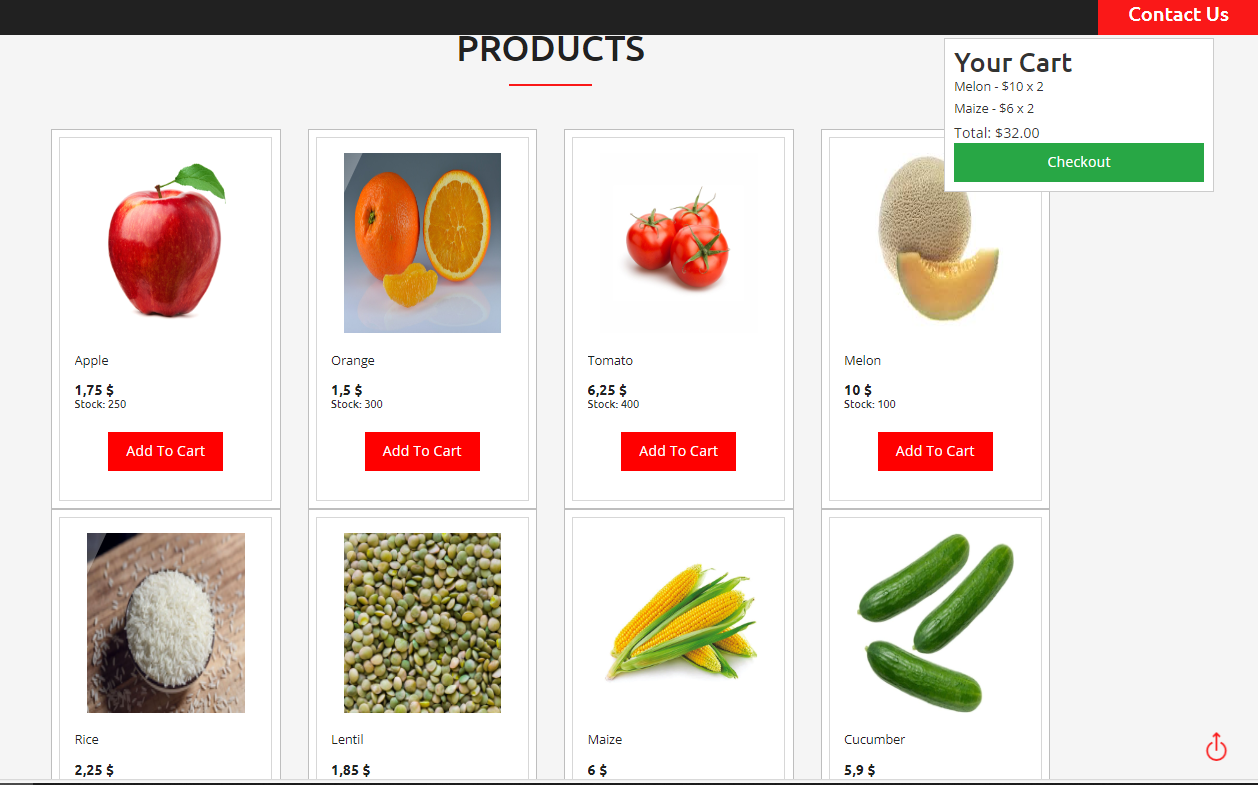 Contact Us
PRODUCTS
Your Cart
Melon - $10 x 2
Maize - $6 x 2
Total: $32.00
Checkout
Apple
1,75 $
Stock: 250
Add To Cart
Orange
1,5 $
Stock: 300
Add To Cart
Tomato
6,25 $
Stock: 400
Add To Cart
Melon
10 $
Stock: 100
Add To Cart
Rice
2,25 $
Lentil
1,85 $
Maize
6 $
Cucumber
5,9 $